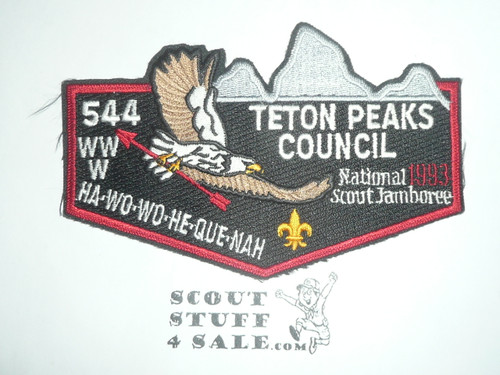 544
WW
W
HA-WO-WO-HE-QUE-NAH
TETON PEAKS
COUNCIL
National 1993
Scout Jamboree
SCOUT
STUFF
4 SALE.com